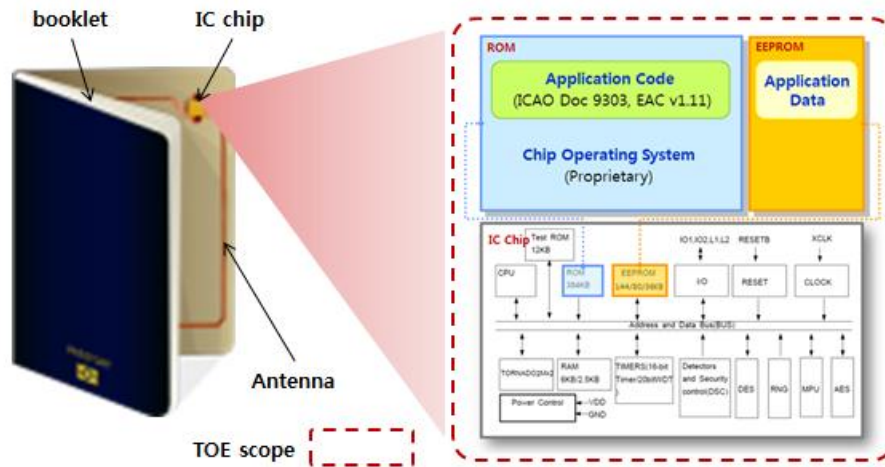 booklet
IC chip
Antenna
TOE scope
ROM
Application Code
(ICAO Doc 9303, EAC v1.11)
Chip Operating System
(Proprietary)
EEPROM
Application
Data
IC Chip
Test ROM
12KB
IO1,IO2,L1,L2
RESETB
XCLK
CPU
ROM
384KB
EEPROM
144/80/36KB
I/O
RESET
CLOCK
Address and Data Bus(BUS)
TORNADO2Mx2
RAM
6KB/2.5KB
TIMERS(16-bit
Timer/20bitWDT
)
Detectors
and Security
control(DSC)
DES
RNG
MPU
AES
Power Control
VDD
GND